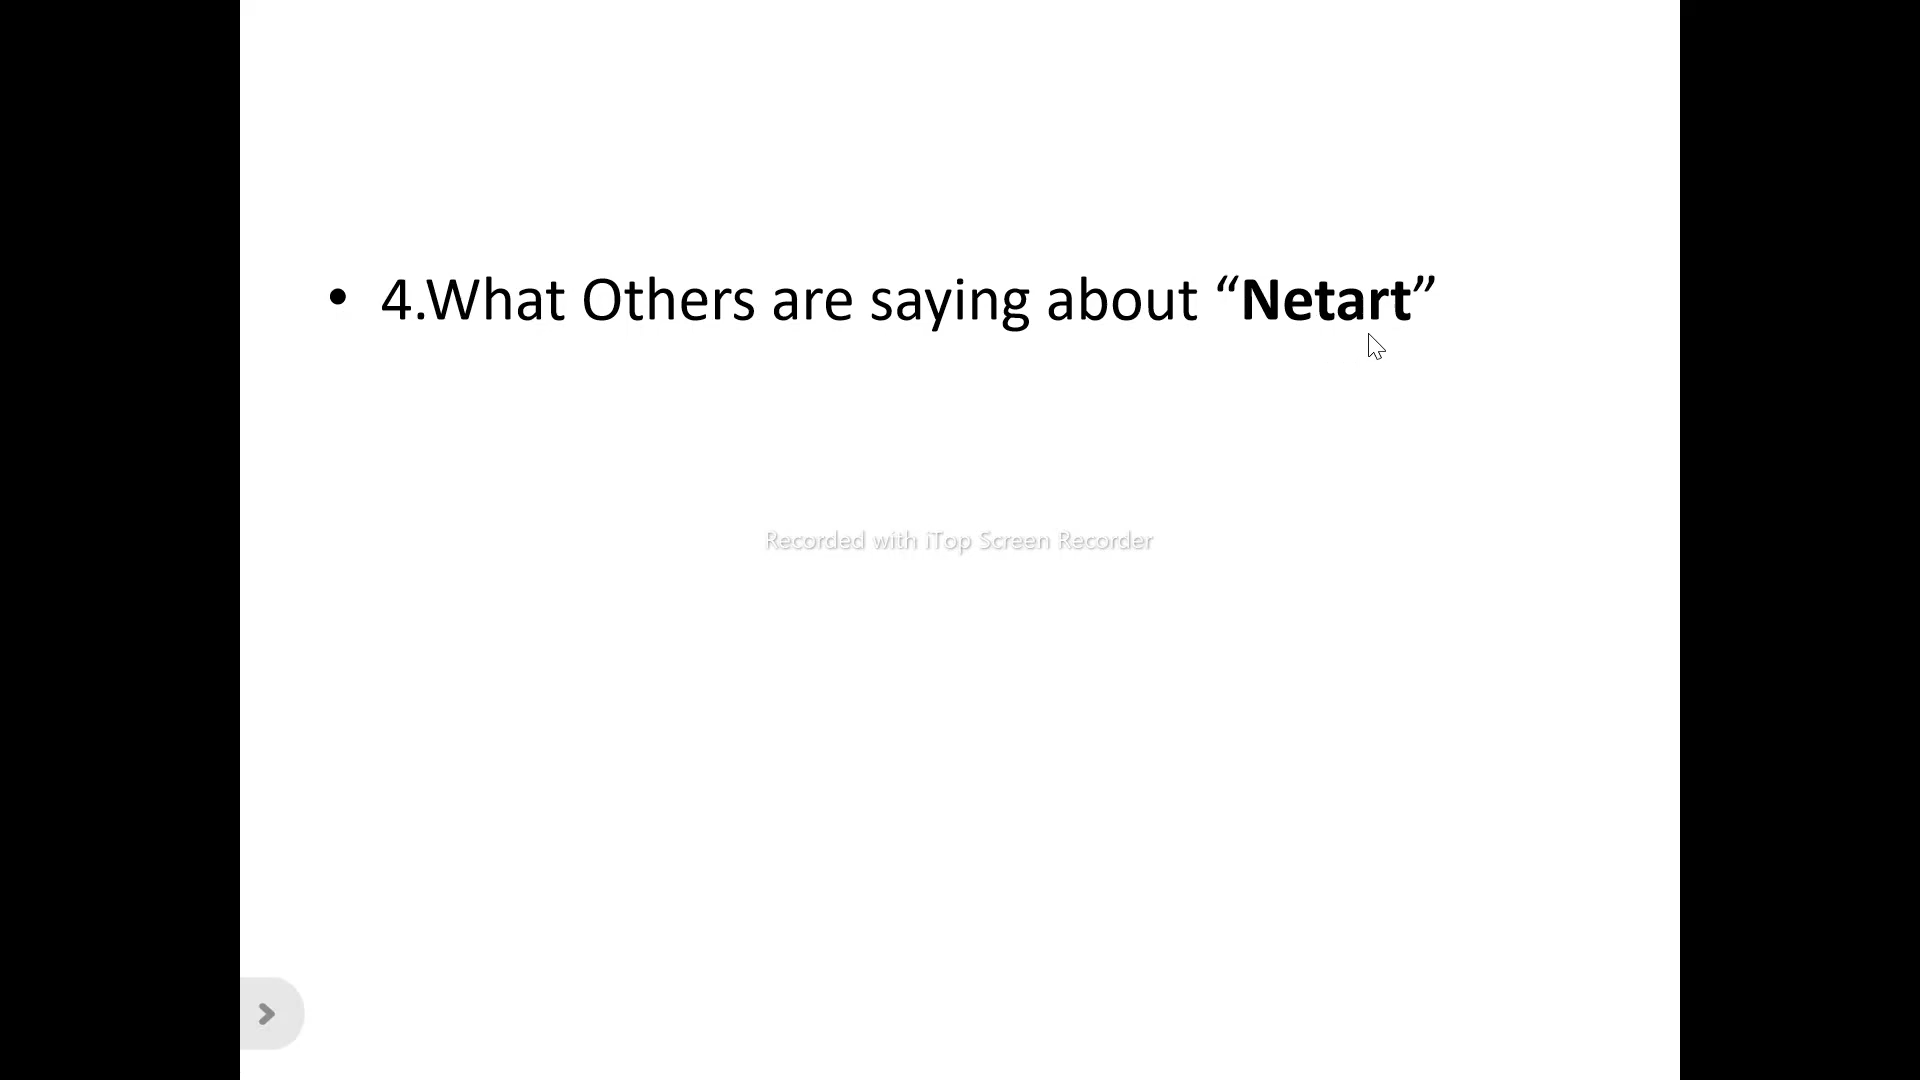 • 4.What Others are saying about “Netart”
Recorded with iTop Screen Recorder